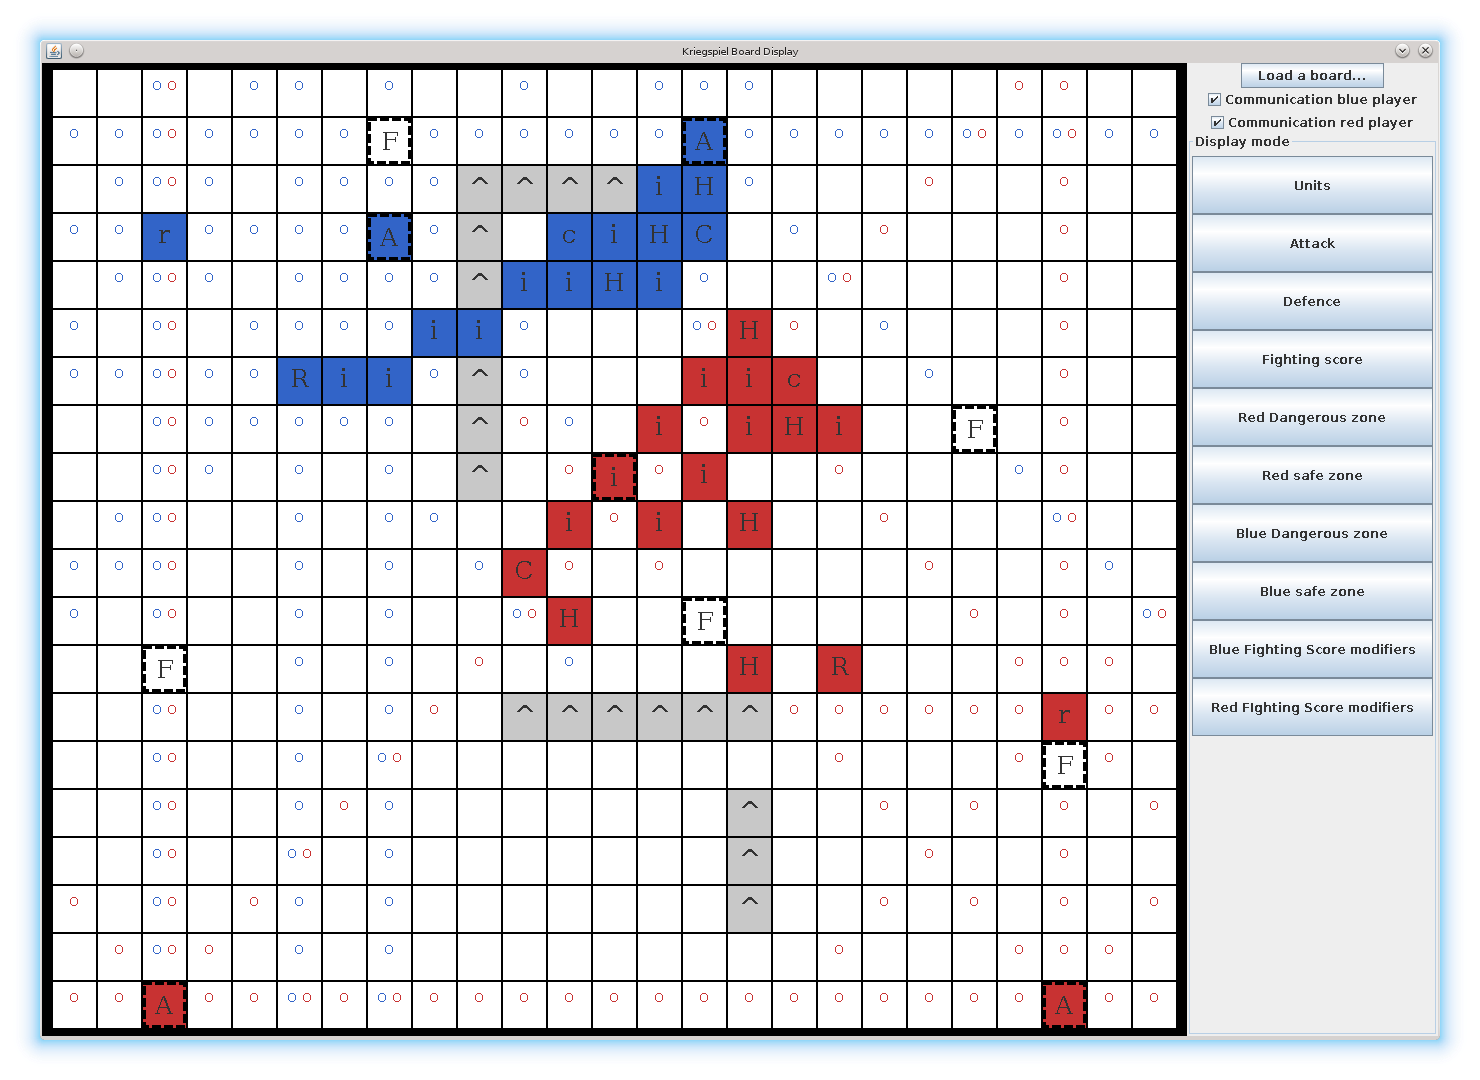 Kriegspiel Board Display
o o o o o o o o o o o o
o o o o o o o o F o o o o o o A o o o o o o o o o o o o o
o o o o o o o o o ^ ^ ^ ^ i H o o o
o o r o o o o A o ^ c i H C o o o
o o o o o o o o o ^ i i H i o o o o
o o o o o o o i i o o o H o o o
o o o o o o R i i o ^ o i i c o o
o o o o o o o ^ o o i o i H i F o
o o o o o ^ o i o i o o o
o o o o o o i o i H o o o
o o o o o o o C o o o o o
o o o o o o o H F o o o o
F o o o o H R o o o
o o o o o ^ ^ ^ ^ ^ ^ o o o o o o r o o
o o o o o o o F o
o o o o o ^ o o o o
o o o o o ^ o o
o o o o o o ^ o o o o
o o o o o o o o o o
o o A o o o o o o o o o o o o o o o o o o o o o o A o o
Load a board...
Communication blue player
Communication red player
Display mode
Units
Attack
Defence
Fighting score
Red Dangerous zone
Red safe zone
Blue Dangerous zone
Blue safe zone
Blue Fighting Score modifiers
Red FIghting Score modifiers